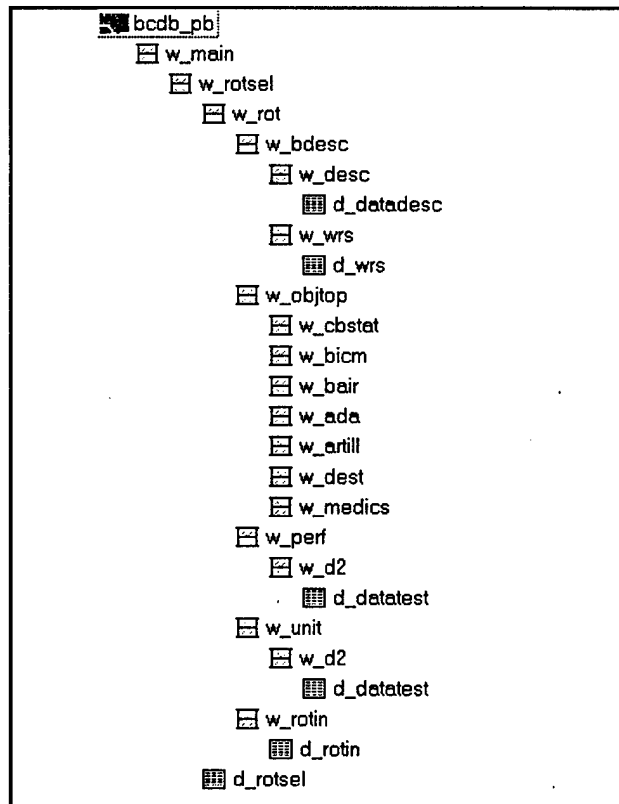 bcdb_pb
w_main
w_rotsel
w_rot
w_bdesc
w_desc
d_datadesc
w_wrs
d_wrs
w_objtop
w_cbstat
w_bicm
w_bair
w_ada
w_artill
w_dest
w_medics
w_perf
w_d2
d_datatest
w_unit
w_d2
d_datatest
w_rotin
d_rotin
d_rotsel